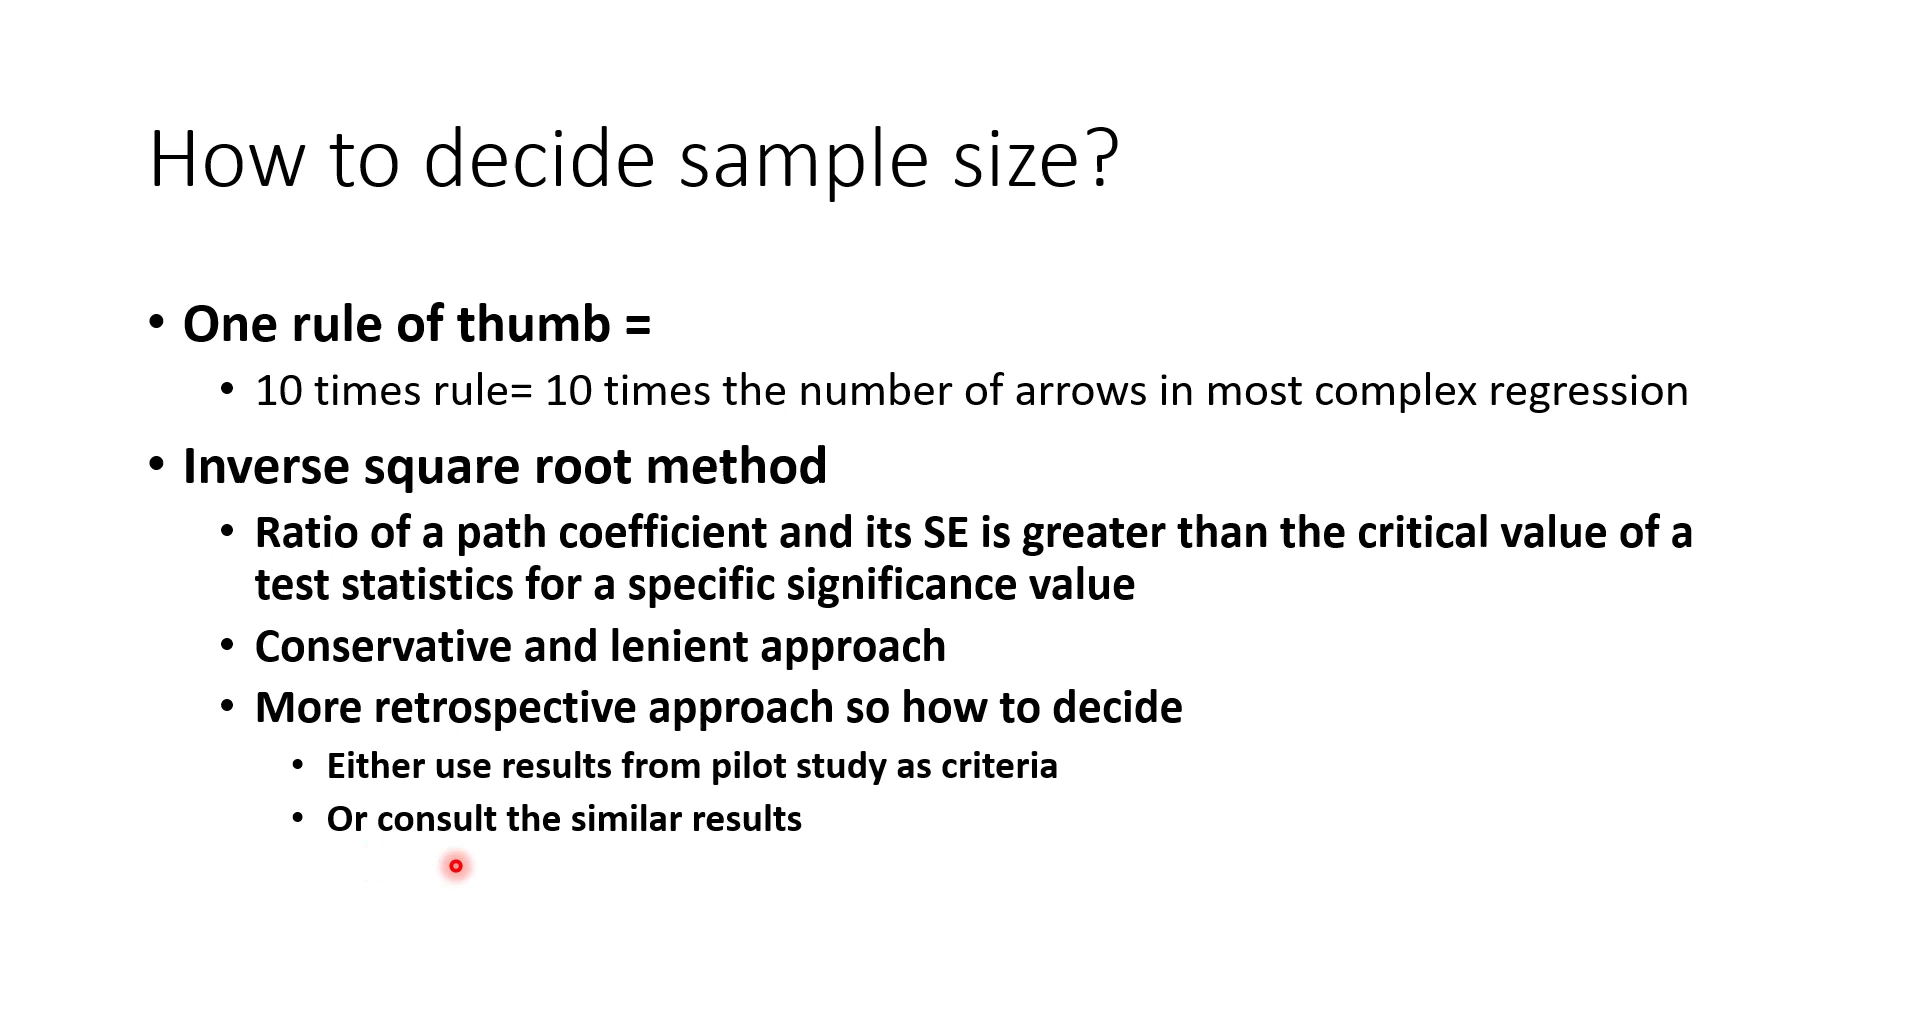 How to decide sample size?
• One rule of thumb =
• 10 times rule= 10 times the number of arrows in most complex regression
• Inverse square root method
• Ratio of a path coefficient and its SE is greater than the critical value of a
test statistics for a specific significance value
• Conservative and lenient approach
• More retrospective approach so how to decide
• Either use results from pilot study as criteria
• Or consult the similar results